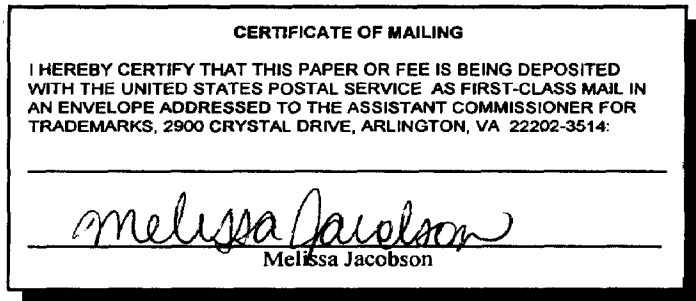 CERTIFICATE OF MAILING
I HEREBY CERTIFY THAT THIS PAPER OR FEE IS BEING DEPOSITED
WITH THE UNITED STATES POSTAL SERVICE AS FIRST-CLASS MAIL IN
AN ENVELOPE ADDRESSED TO THE ASSISTANT COMMISSIONER FOR
TRADEMARKS, 2900 CRYSTAL DRIVE, ARLINGTON, VA 22202-3514:
Melissa Jacobson
Melissa Jacobson